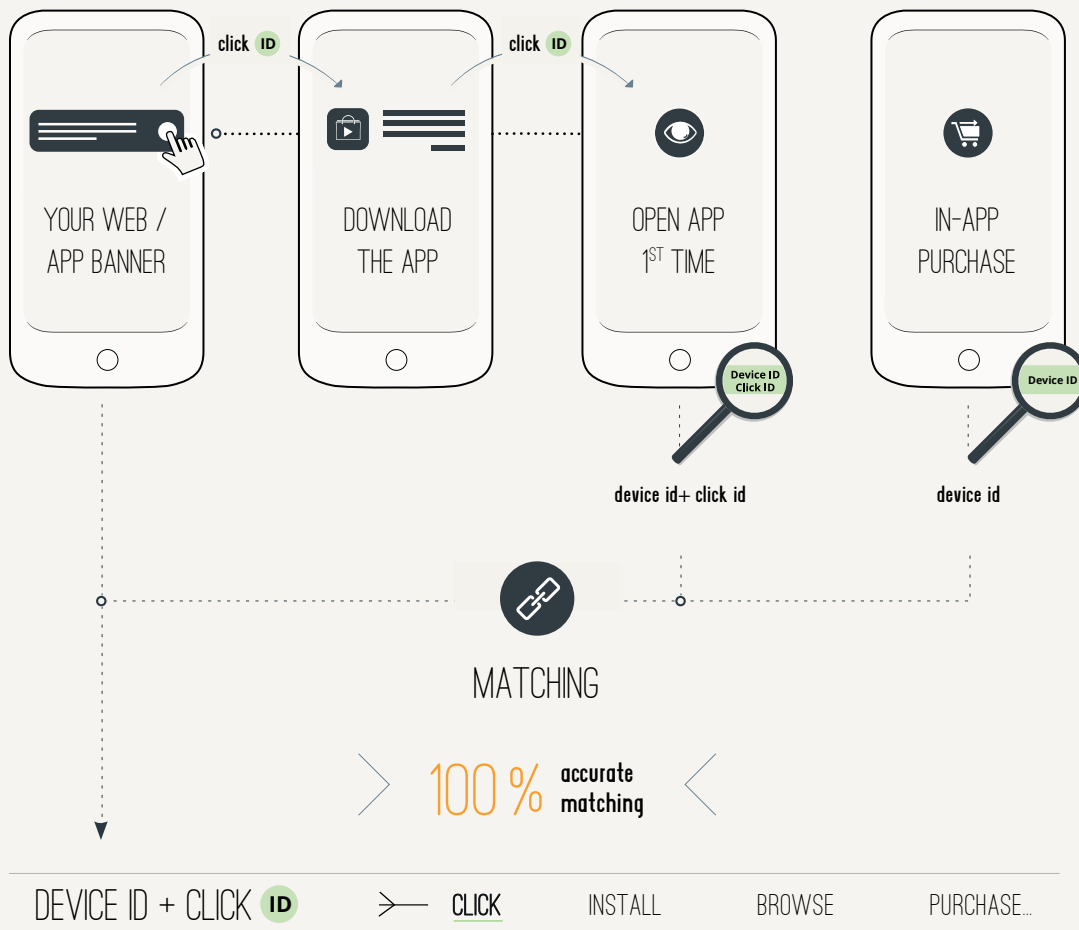 click ID
click ID
YOUR WEB /
APP BANNER
DOWNLOAD
THE APP
OPEN APP
1ST TIME
IN-APP
PURCHASE
Device ID
Click ID
Device ID
device id+ click id
device id
MATCHING
100 % accurate
matching
DEVICE ID + CLICK ID
CLICK
INSTALL
BROWSE
PURCHASE...